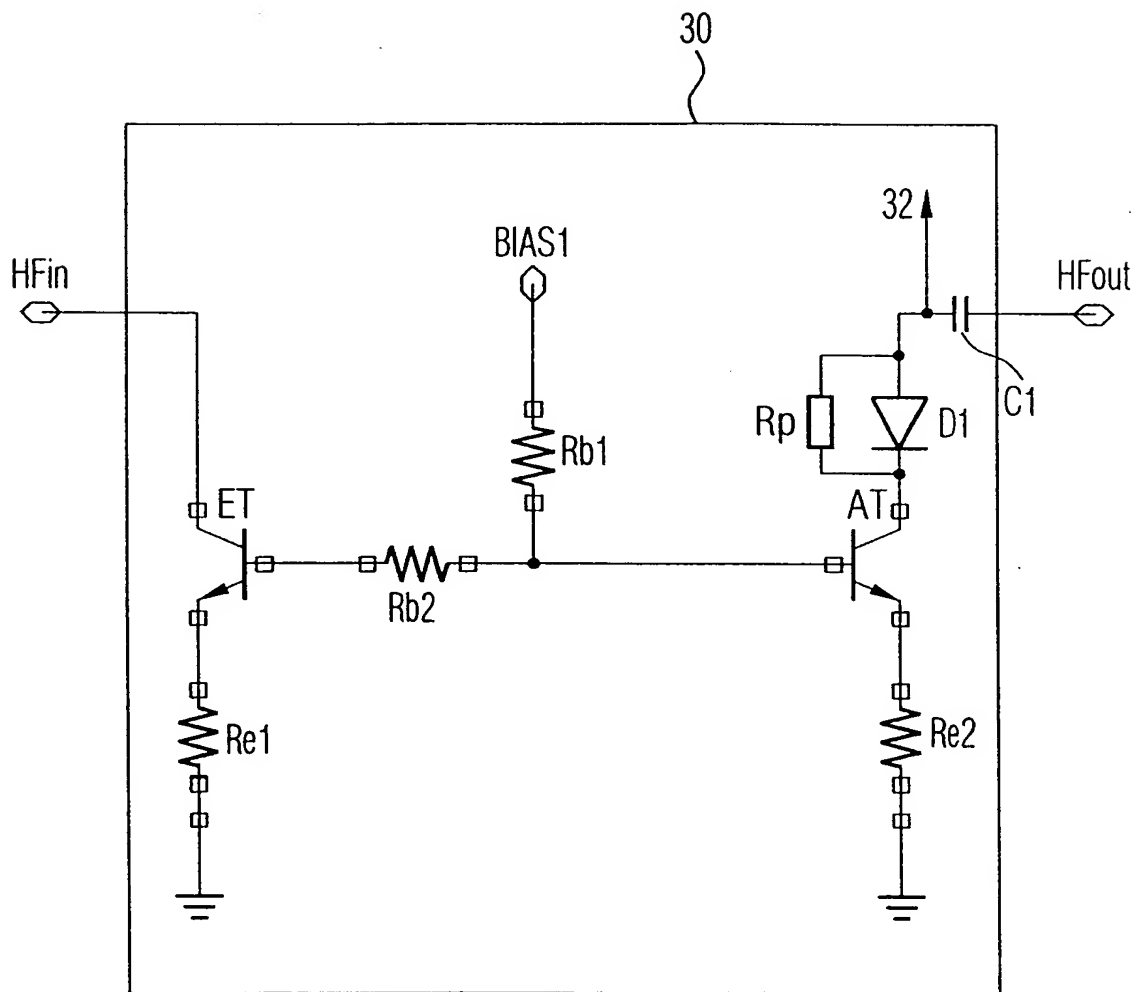 30
32
BIAS1
HFin
HFout
C1
Rp
D1
Rb1
ET
AT
Rb2
Re1
Re2